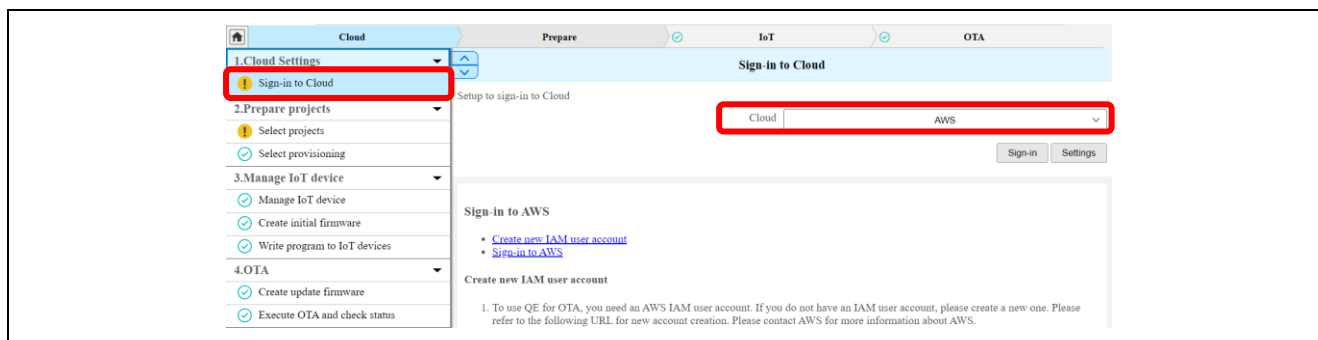 Cloud Prepare IoT OTA
1.Cloud Settings
Sign-in to Cloud
2.Prepare projects
Select projects
Select provisioning
3.Manage IoT device
Manage IoT device
Create initial firmware
Write program to IoT devices
4.OTA
Create update firmware
Execute OTA and check status
Sign-in to Cloud
Setup to sign-in to Cloud
Cloud AWS
Sign-in Settings
Sign-in to AWS
• Create new IAM user account
• Sign-in to AWS
Create new IAM user account
1. To use QE for OTA, you need an AWS IAM user account. If you do not have an IAM user account, please create a new one. Please
refer to the following URL for new account creation. Please contact AWS for more information about AWS.